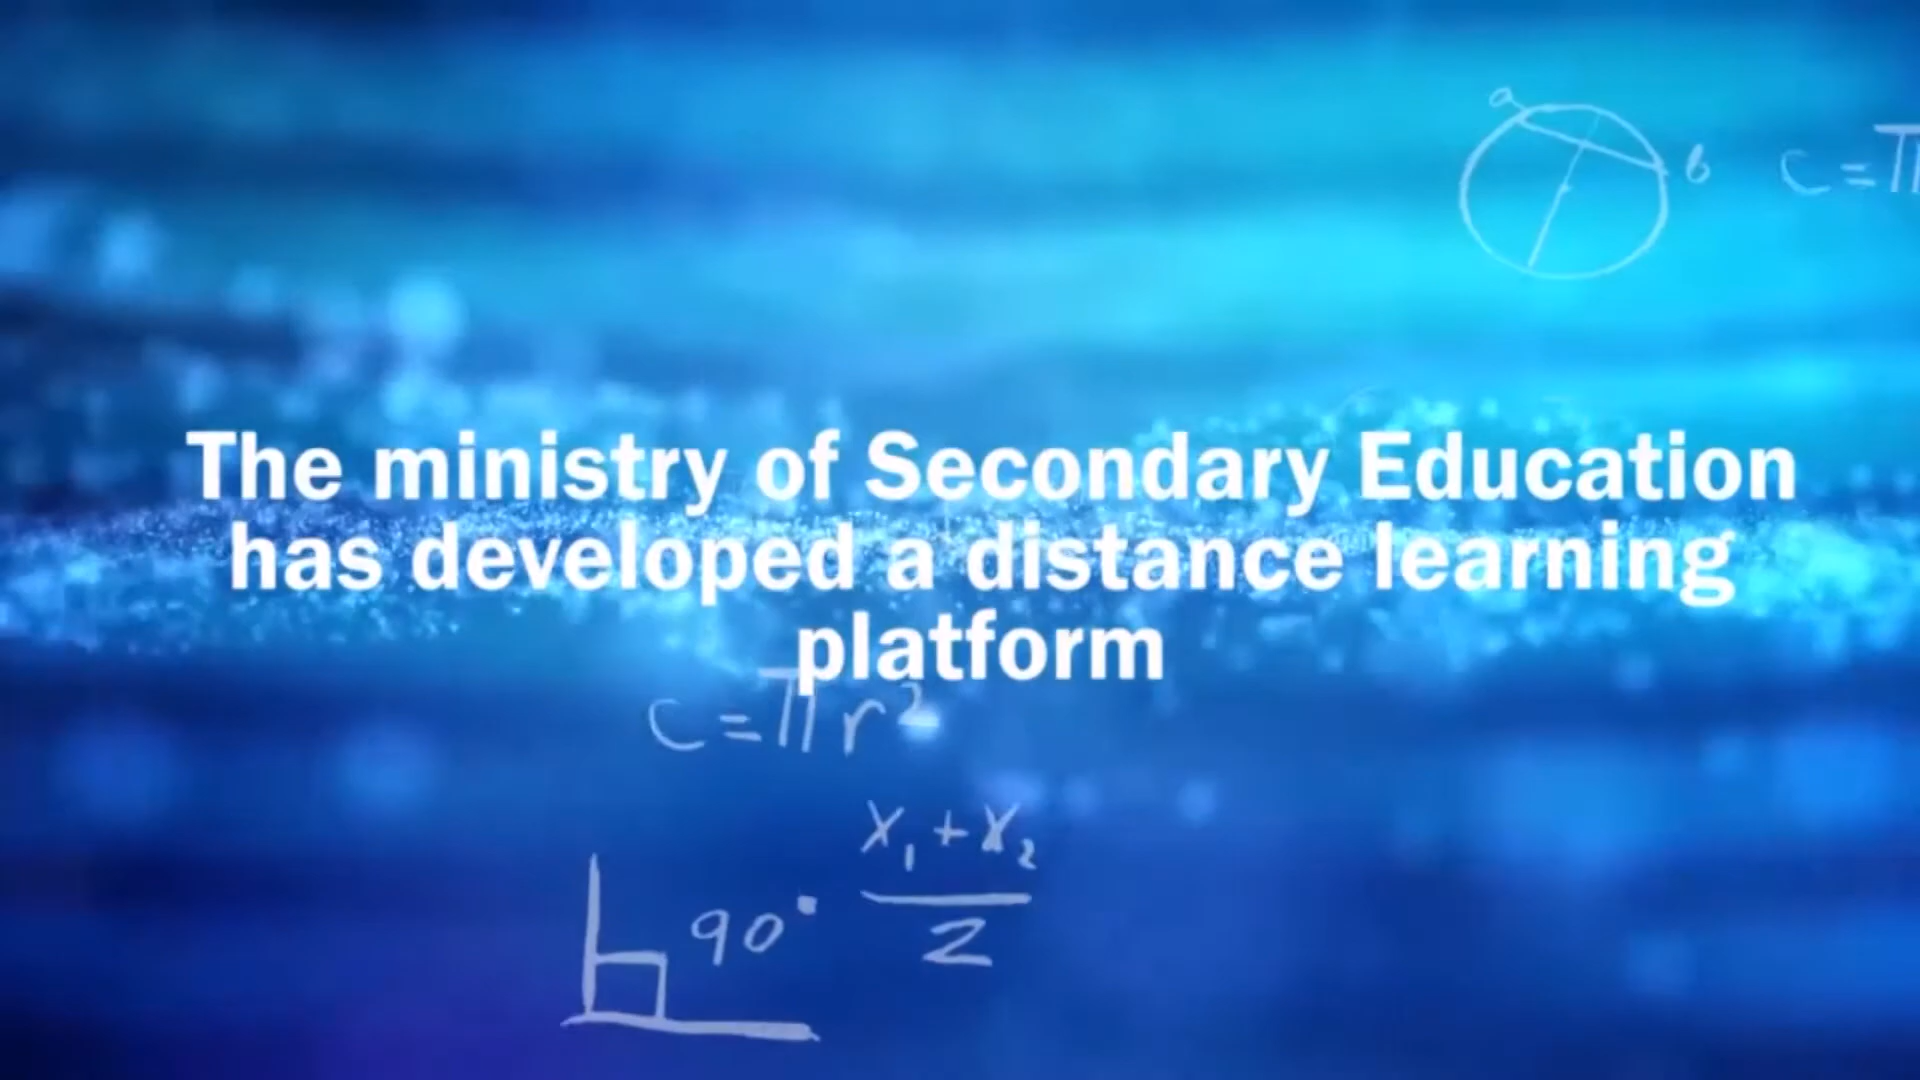 a
b C=π
The ministry of Secondary Education
has developed a distance learning
platform
C=πr²
X₁+X₂
90°
2